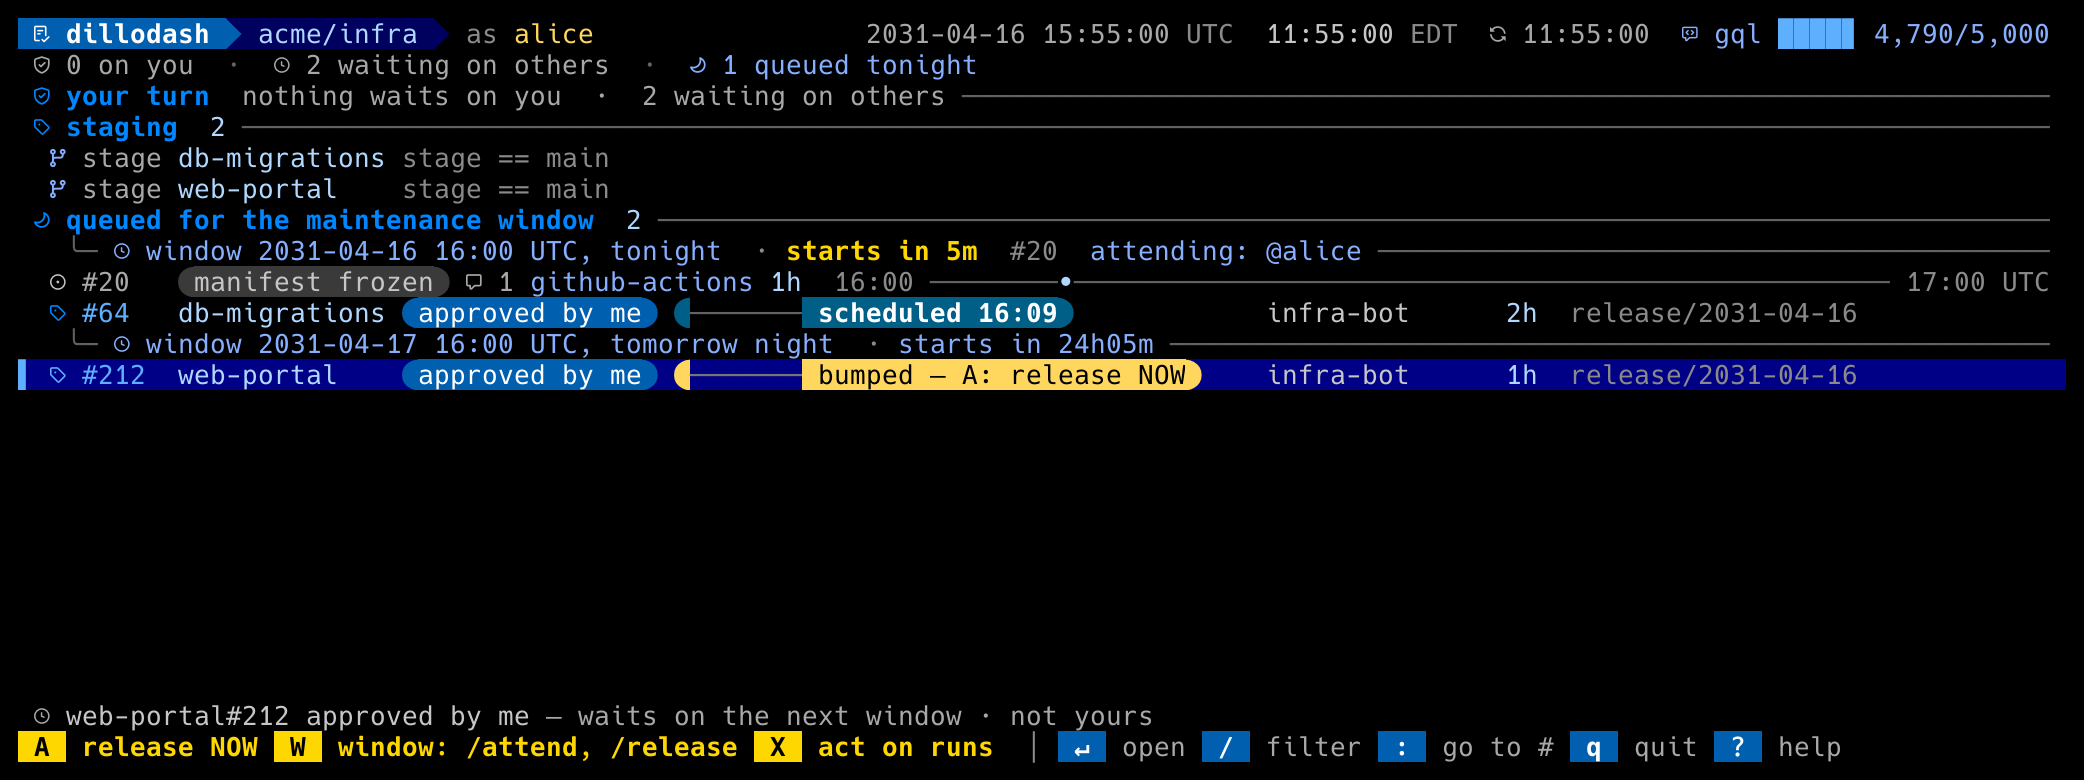 dillodash acme/infra as alice 2031-04-16 15:55:00 UTC 11:55:00 EDT 11:55:00 gql 4,790/5,000
0 on you · 2 waiting on others · 1 queued tonight
your turn nothing waits on you · 2 waiting on others
staging 2
stage db-migrations stage == main
stage web-portal stage == main
queued for the maintenance window 2
window 2031-04-16 16:00 UTC, tonight · starts in 5m #20 attending: @alice
#20 manifest frozen 1 github-actions 1h 16:00 17:00 UTC
#64 db-migrations approved by me scheduled 16:09 infra-bot 2h release/2031-04-16
window 2031-04-17 16:00 UTC, tomorrow night · starts in 24h05m
#212 web-portal approved by me bumped — A: release NOW infra-bot 1h release/2031-04-16
web-portal#212 approved by me — waits on the next window · not yours
A release NOW W window: /attend, /release X act on runs │ ↵ open / filter : go to # q quit ? help